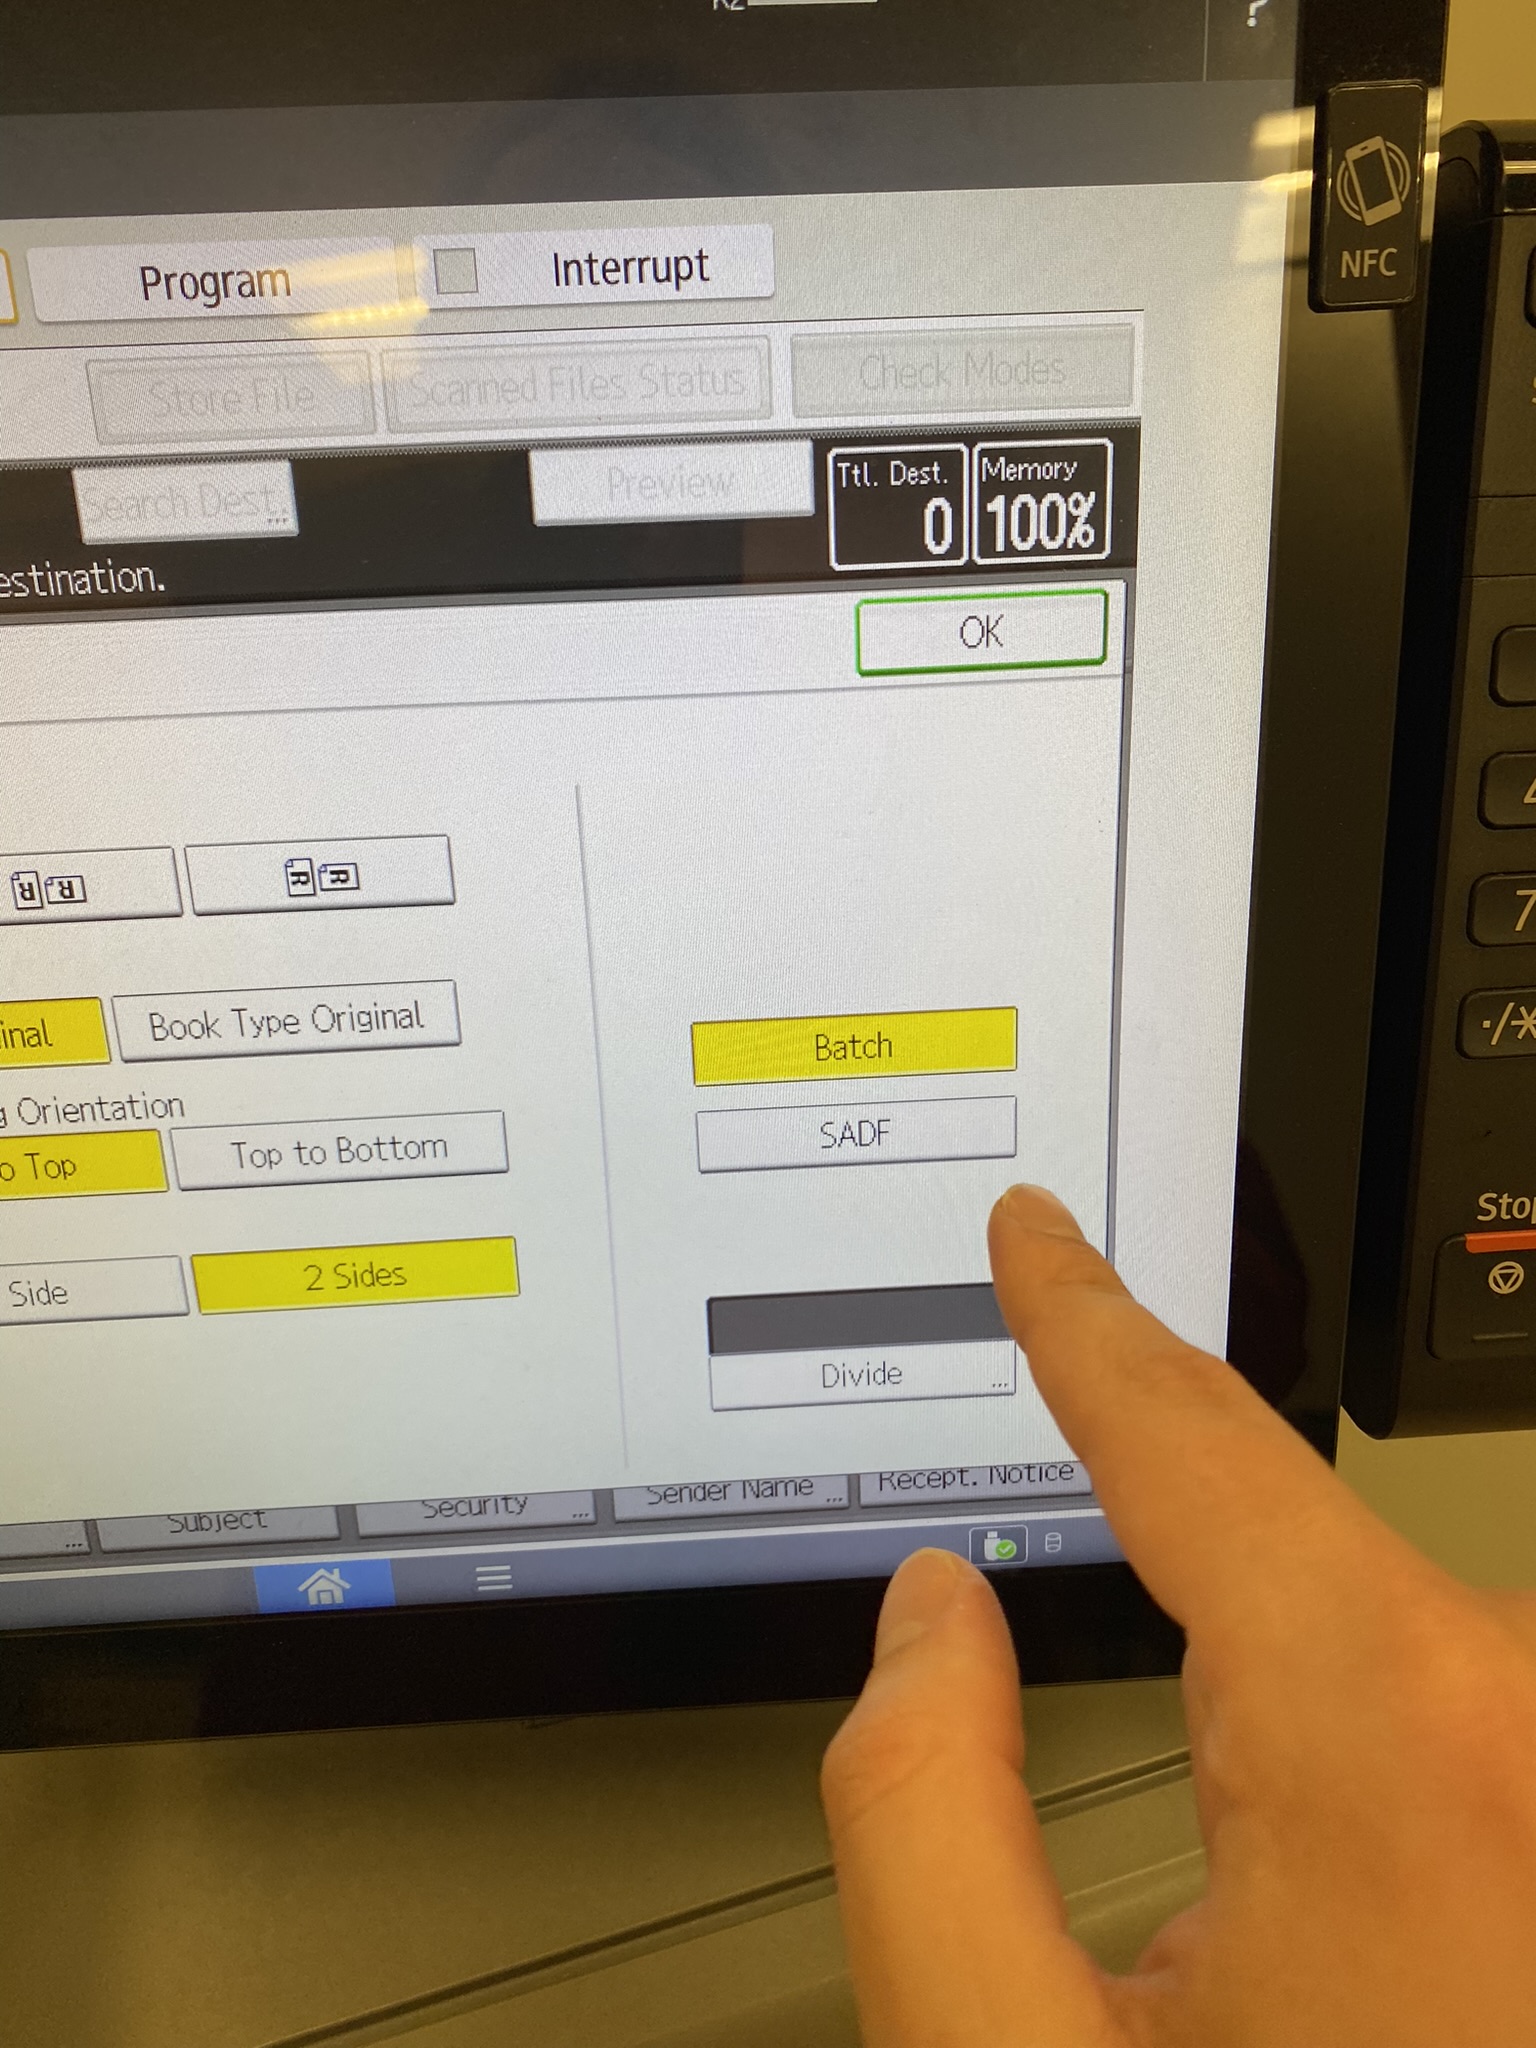 ?
NFC
Program
Interrupt
Store File
Scanned Files Status
Check Modes
Search Dest.
...
Preview
Ttl. Dest.
0
Memory
100%
estination.
OK
R R
R R
inal
Book Type Original
Batch
g Orientation
o Top
Top to Bottom
SADF
Side
2 Sides
Divide
...
...
Subject
Security
...
Sender Name
...
Recept. Notice
7
./*
Stop